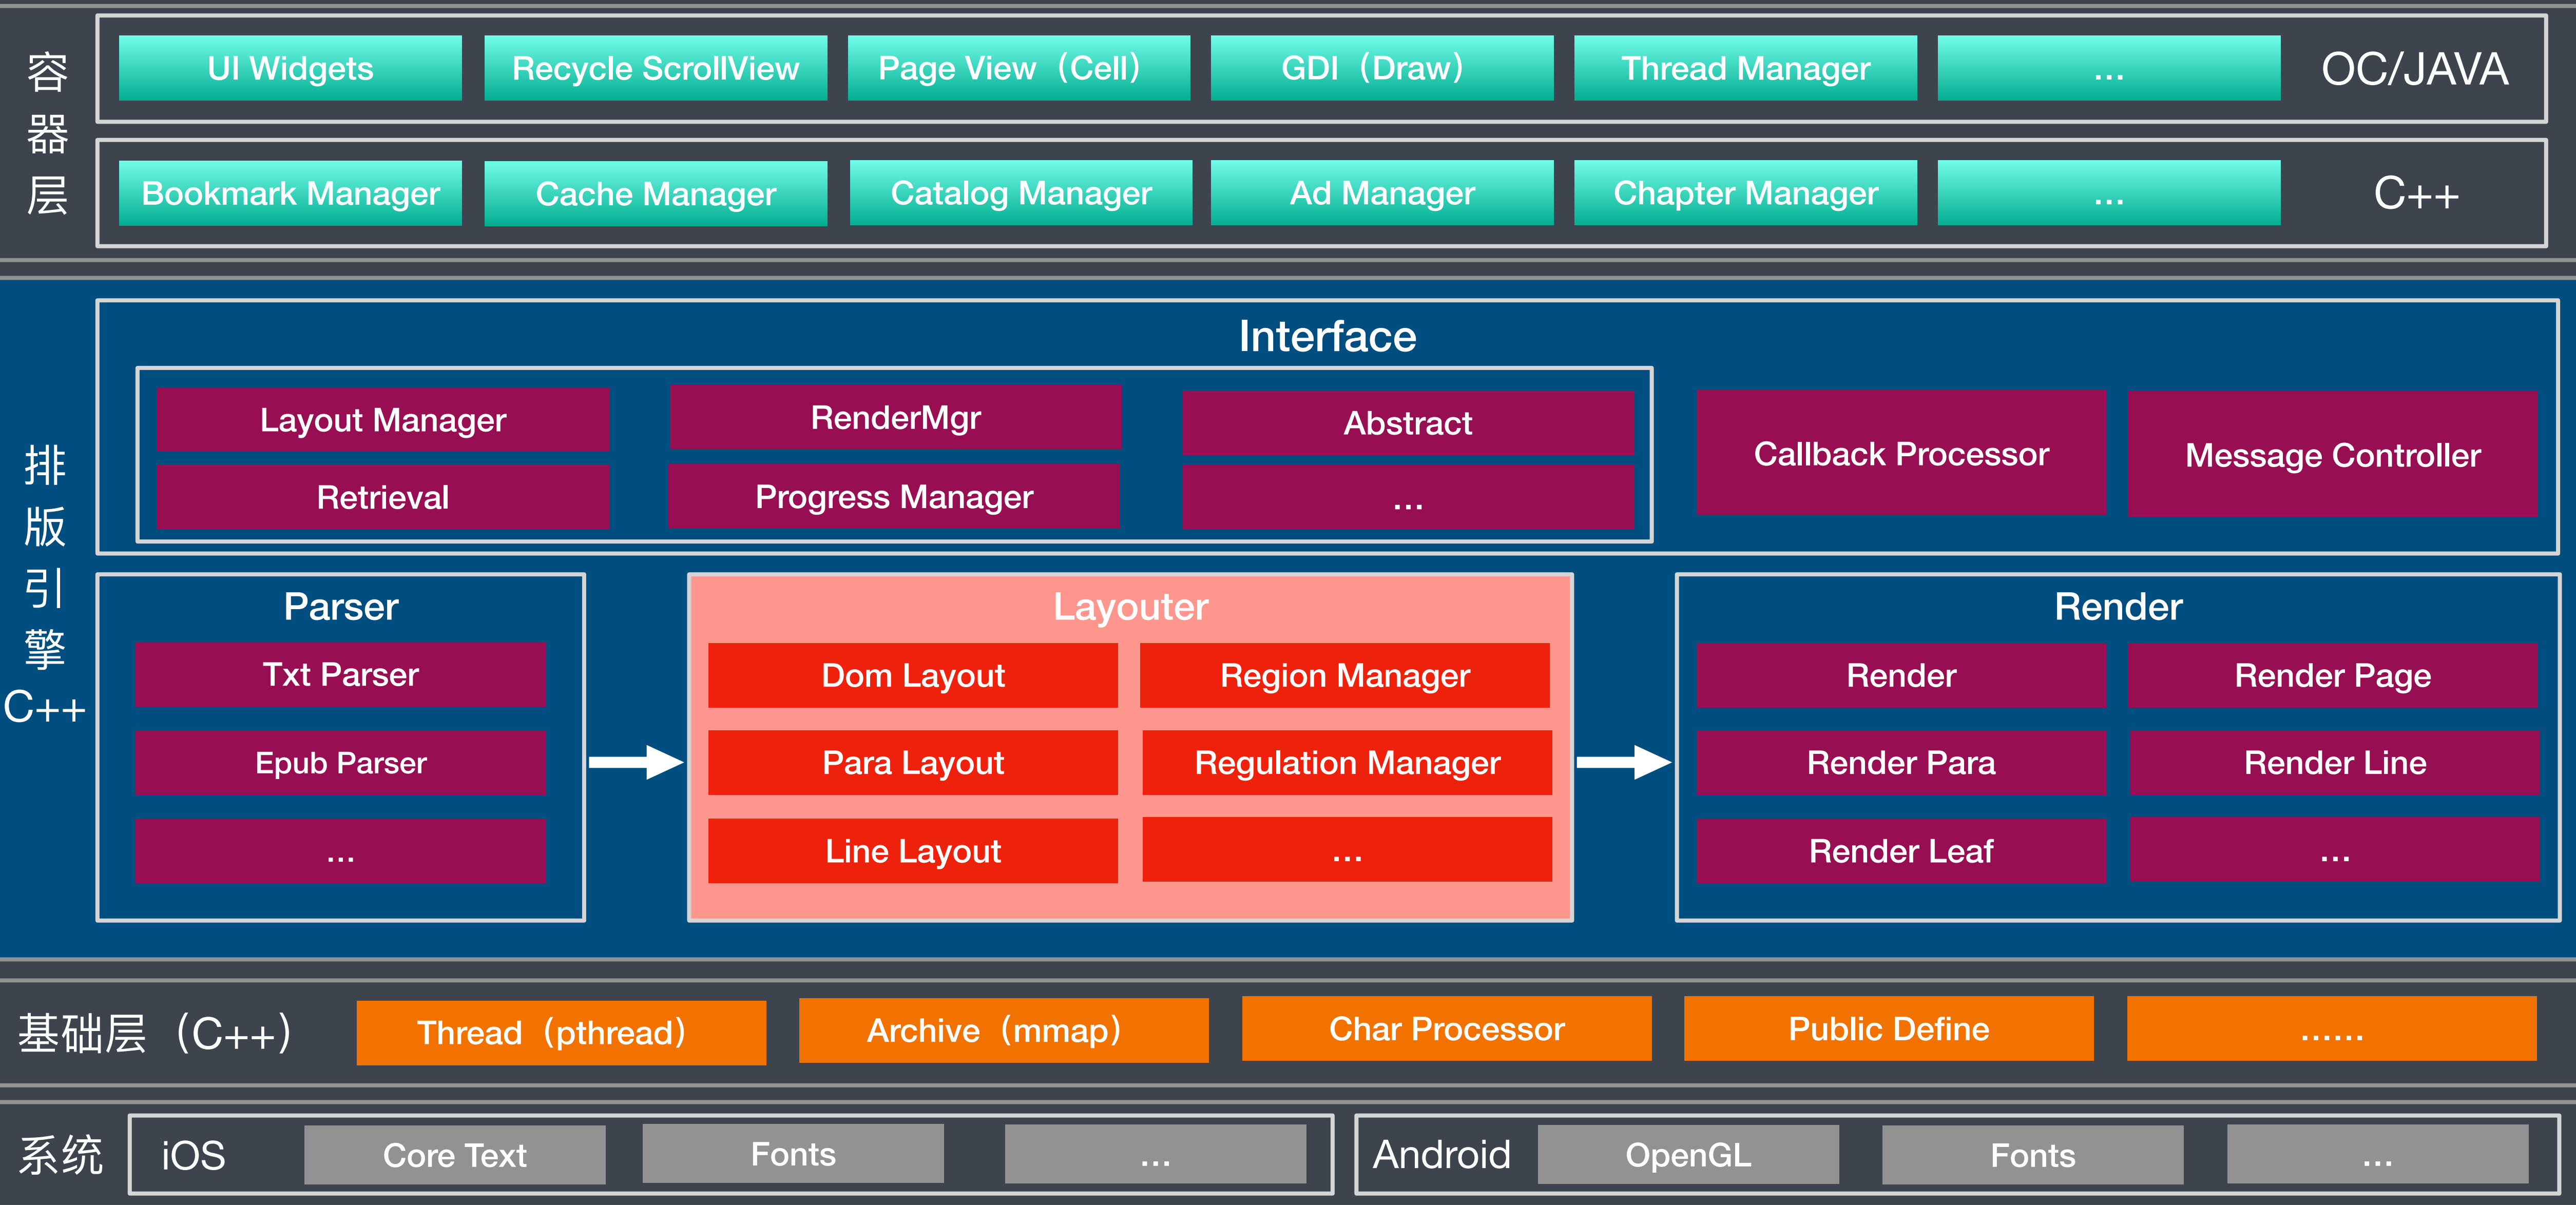 容器层
UI Widgets
Recycle ScrollView
Page View（Cell）
GDI（Draw）
Thread Manager
...
OC/JAVA
Bookmark Manager
Cache Manager
Catalog Manager
Ad Manager
Chapter Manager
...
C++
排版引擎
C++
Interface
Layout Manager
RenderMgr
Abstract
Retrieval
Progress Manager
...
Callback Processor
Message Controller
Parser
Txt Parser
Epub Parser
...
Layouter
Dom Layout
Region Manager
Para Layout
Regulation Manager
Line Layout
...
Render
Render
Render Page
Render Para
Render Line
Render Leaf
...
基础层（C++）
Thread（pthread）
Archive（mmap）
Char Processor
Public Define
......
系统
iOS
Core Text
Fonts
...
Android
OpenGL
Fonts
...